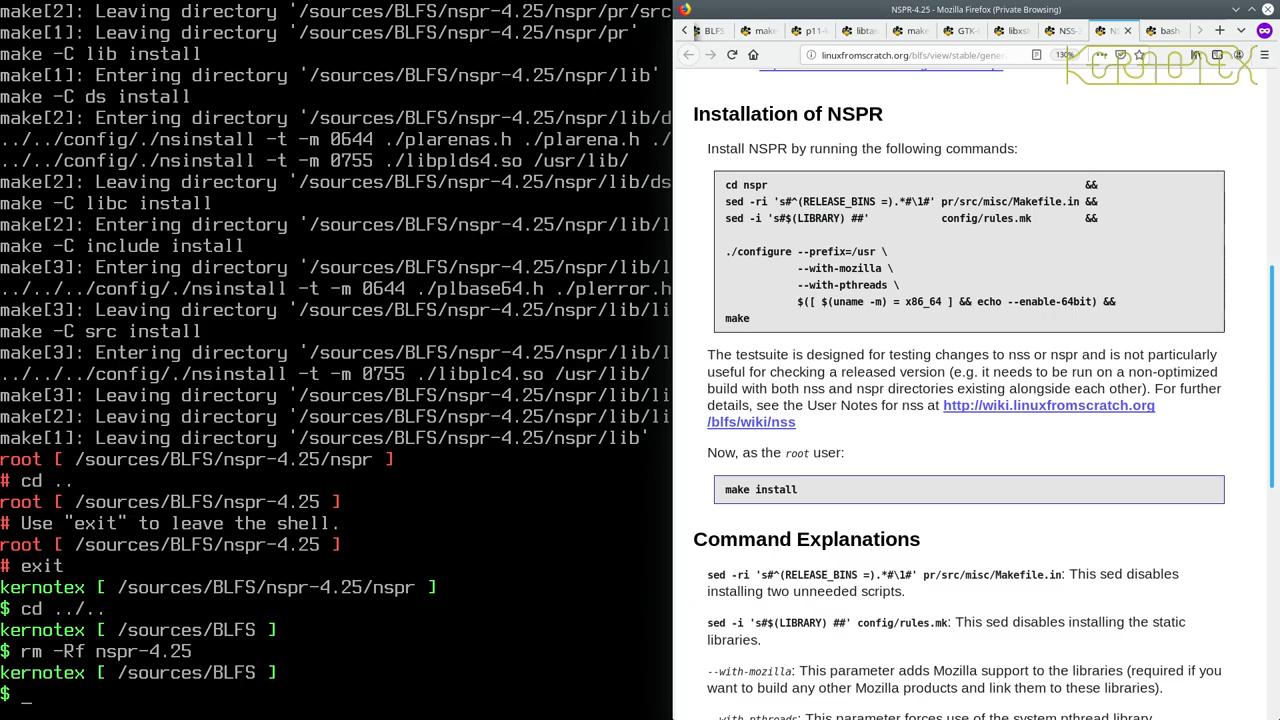 make[2]: Leaving directory '/sources/BLFS/nspr-4.25/nspr/pr/src
make[1]: Leaving directory '/sources/BLFS/nspr-4.25/nspr/pr'
make -C lib install
make[1]: Entering directory '/sources/BLFS/nspr-4.25/nspr/lib'
make -C ds install
make[2]: Entering directory '/sources/BLFS/nspr-4.25/nspr/lib/d
../../config/./nsinstall -t -m 0644 ./plarenas.h ./plarena.h ./
../../config/./nsinstall -t -m 0755 ./libplds4.so /usr/lib/
make[2]: Leaving directory '/sources/BLFS/nspr-4.25/nspr/lib/ds
make -C libc install
make[2]: Entering directory '/sources/BLFS/nspr-4.25/nspr/lib/l
make -C include install
make[3]: Entering directory '/sources/BLFS/nspr-4.25/nspr/lib/l
../../../config/./nsinstall -t -m 0644 ./plbase64.h ./plerror.h
make[3]: Leaving directory '/sources/BLFS/nspr-4.25/nspr/lib/li
make -C src install
make[3]: Entering directory '/sources/BLFS/nspr-4.25/nspr/lib/l
../../../config/./nsinstall -t -m 0755 ./libplc4.so /usr/lib/
make[3]: Leaving directory '/sources/BLFS/nspr-4.25/nspr/lib/li
make[2]: Leaving directory '/sources/BLFS/nspr-4.25/nspr/lib/li
make[1]: Leaving directory '/sources/BLFS/nspr-4.25/nspr/lib'
root [ /sources/BLFS/nspr-4.25/nspr ]
# cd ..
root [ /sources/BLFS/nspr-4.25 ]
# Use "exit" to leave the shell.
root [ /sources/BLFS/nspr-4.25 ]
# exit
kernotex [ /sources/BLFS/nspr-4.25/nspr ]
$ cd ../..
kernotex [ /sources/BLFS ]
$ rm -Rf nspr-4.25
kernotex [ /sources/BLFS ]
$ _
NSPR-4.25 - Mozilla Firefox (Private Browsing)
BLFS make p11-k libtas make GTK- libxsl NSS-3 NS bash
linuxfromscratch.org/blfs/view/stable/gener 130%
KERNOTEX
Installation of NSPR
Install NSPR by running the following commands:
cd nspr &&
sed -ri 's#^(RELEASE_BINS =).*#\1#' pr/src/misc/Makefile.in &&
sed -i 's#$(LIBRARY) ##' config/rules.mk &&
./configure --prefix=/usr \
--with-mozilla \
--with-pthreads \
$([ $(uname -m) = x86_64 ] && echo --enable-64bit) &&
make
The testsuite is designed for testing changes to nss or nspr and is not particularly
useful for checking a released version (e.g. it needs to be run on a non-optimized
build with both nss and nspr directories existing alongside each other). For further
details, see the User Notes for nss at http://wiki.linuxfromscratch.org
/blfs/wiki/nss
Now, as the root user:
make install
Command Explanations
sed -ri 's#^(RELEASE_BINS =).*#\1#' pr/src/misc/Makefile.in: This sed disables
installing two unneeded scripts.
sed -i 's#$(LIBRARY) ##' config/rules.mk: This sed disables installing the static
libraries.
--with-mozilla: This parameter adds Mozilla support to the libraries (required if you
want to build any other Mozilla products and link them to these libraries).
--with-pthreads: This parameter forces use of the system pthread library